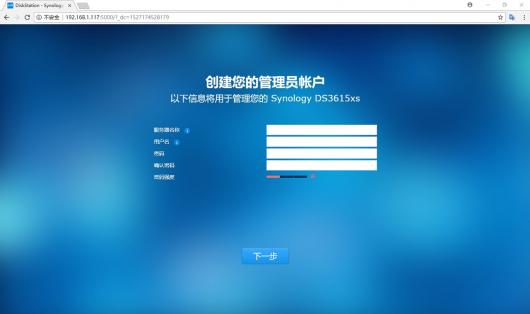 DiskStation - Synology
不安全 | 192.168.1.117:5000/?_dc=1527174528179
创建您的管理员帐户
以下信息将用于管理您的 Synology DS3615xs
服务器名称
用户名
密码
确认密码
密码强度
下一步